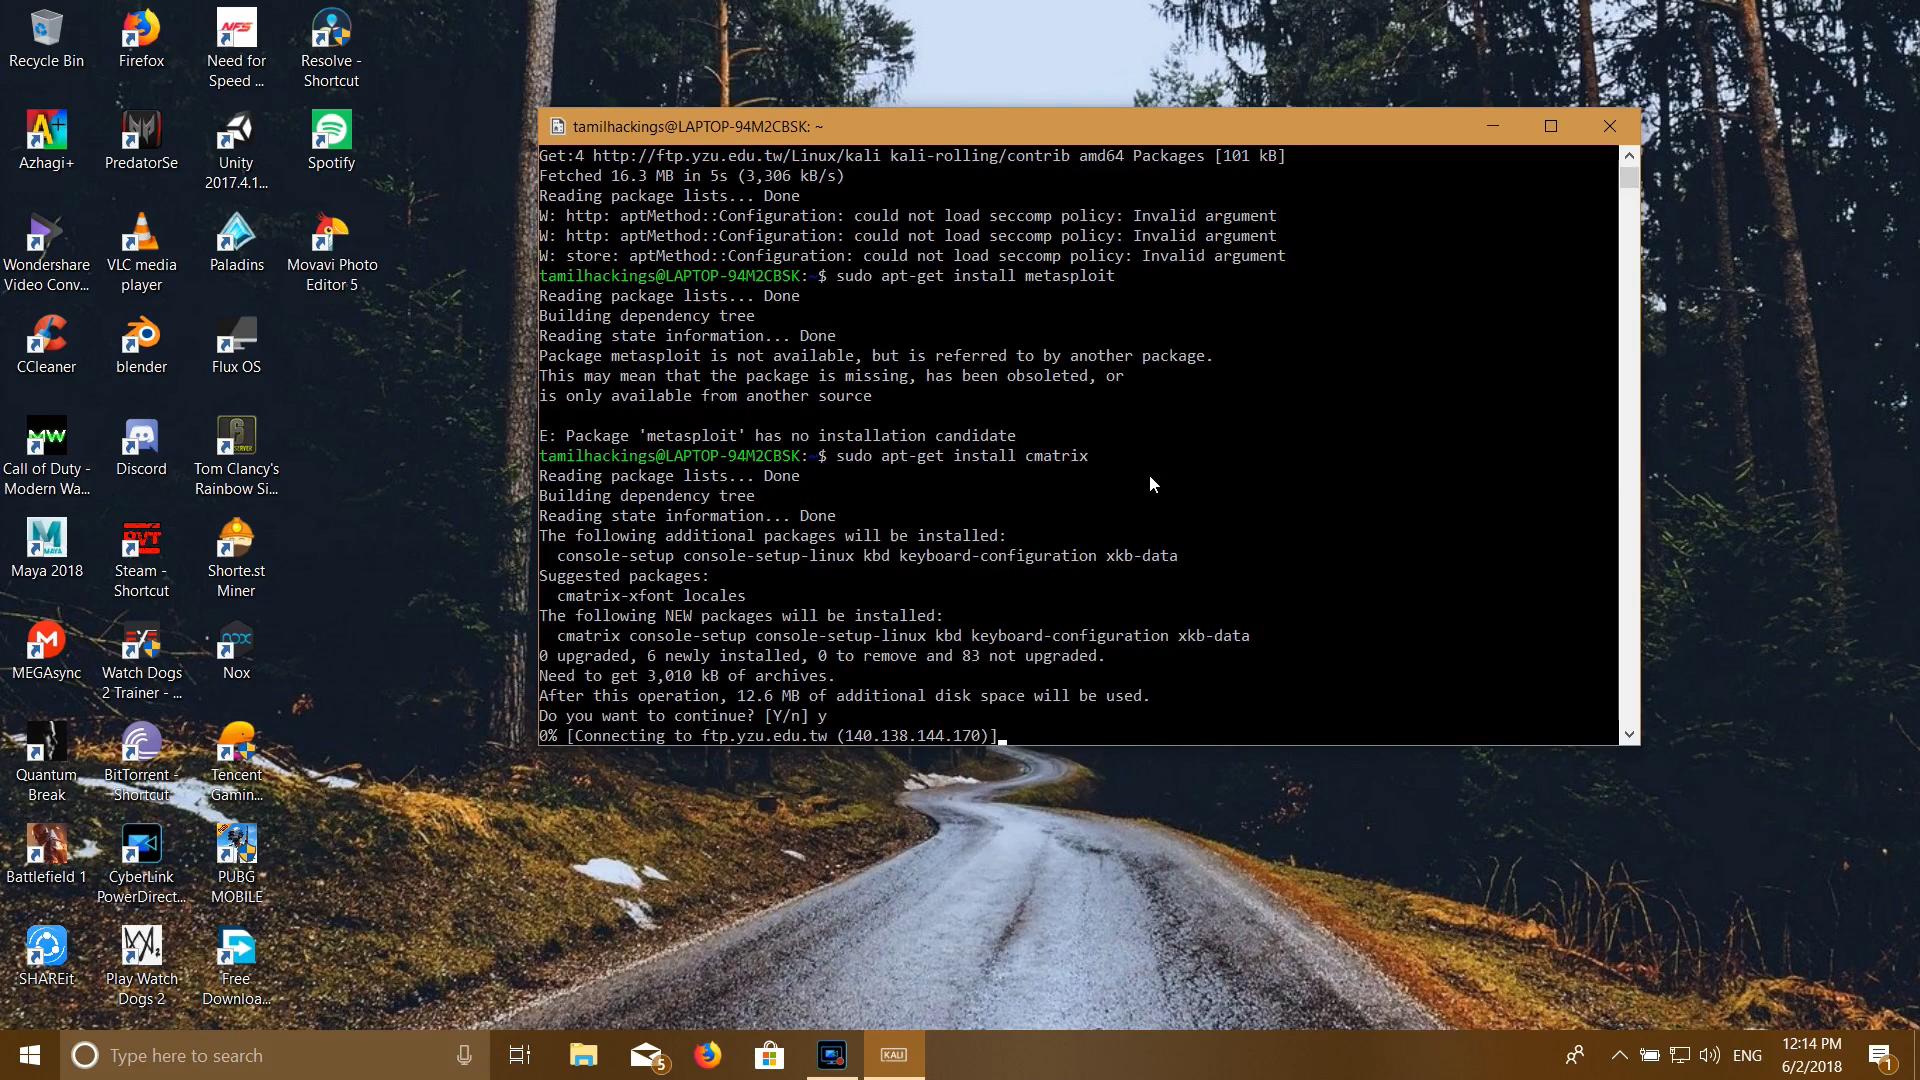 Recycle Bin
Firefox
Need for
Speed ...
Resolve -
Shortcut
Azhagi+
PredatorSe
Unity
2017.4.1...
Spotify
Wondershare
Video Conv...
VLC media
player
Paladins
Movavi Photo
Editor 5
CCleaner
blender
Flux OS
Call of Duty -
Modern Wa...
Discord
Tom Clancy's
Rainbow Si...
Maya 2018
Steam -
Shortcut
Shorte.st
Miner
MEGAsync
Watch Dogs
2 Trainer - ...
Nox
Quantum
Break
BitTorrent -
Shortcut
Tencent
Gamin...
Battlefield 1
CyberLink
PowerDirect...
PUBG
MOBILE
SHAREit
Play Watch
Dogs 2
Free
Downloa...
tamilhackings@LAPTOP-94M2CBSK: ~
Get:4 http://ftp.yzu.edu.tw/Linux/kali kali-rolling/contrib amd64 Packages [101 kB]
Fetched 16.3 MB in 5s (3,306 kB/s)
Reading package lists... Done
W: http: aptMethod::Configuration: could not load seccomp policy: Invalid argument
W: http: aptMethod::Configuration: could not load seccomp policy: Invalid argument
W: store: aptMethod::Configuration: could not load seccomp policy: Invalid argument
tamilhackings@LAPTOP-94M2CBSK:~$ sudo apt-get install metasploit
Reading package lists... Done
Building dependency tree
Reading state information... Done
Package metasploit is not available, but is referred to by another package.
This may mean that the package is missing, has been obsoleted, or
is only available from another source
E: Package 'metasploit' has no installation candidate
tamilhackings@LAPTOP-94M2CBSK:~$ sudo apt-get install cmatrix
Reading package lists... Done
Building dependency tree
Reading state information... Done
The following additional packages will be installed:
console-setup console-setup-linux kbd keyboard-configuration xkb-data
Suggested packages:
cmatrix-xfont locales
The following NEW packages will be installed:
cmatrix console-setup console-setup-linux kbd keyboard-configuration xkb-data
0 upgraded, 6 newly installed, 0 to remove and 83 not upgraded.
Need to get 3,010 kB of archives.
After this operation, 12.6 MB of additional disk space will be used.
Do you want to continue? [Y/n] y
0% [Connecting to ftp.yzu.edu.tw (140.138.144.170)]
Type here to search
5
KALI
ENG
12:14 PM
6/2/2018
1